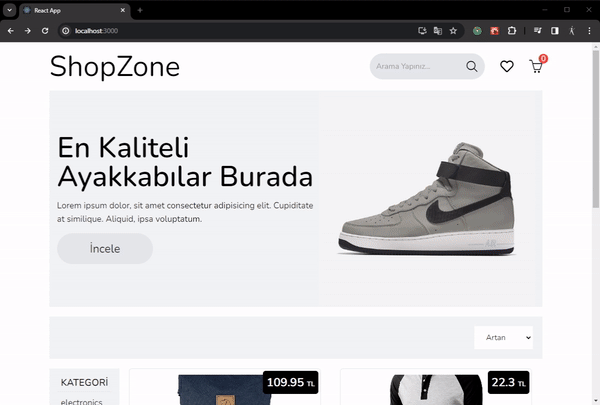 React App
localhost:3000
ShopZone
Arama Yapınız...
0
En Kaliteli
Ayakkabılar Burada
Lorem ipsum dolor, sit amet consectetur adipisicing elit. Cupiditate
at similique. Aliquid, ipsa voluptatum.
İncele
Artan
KATEGORİ
109.95 TL
22.3 TL
electronics